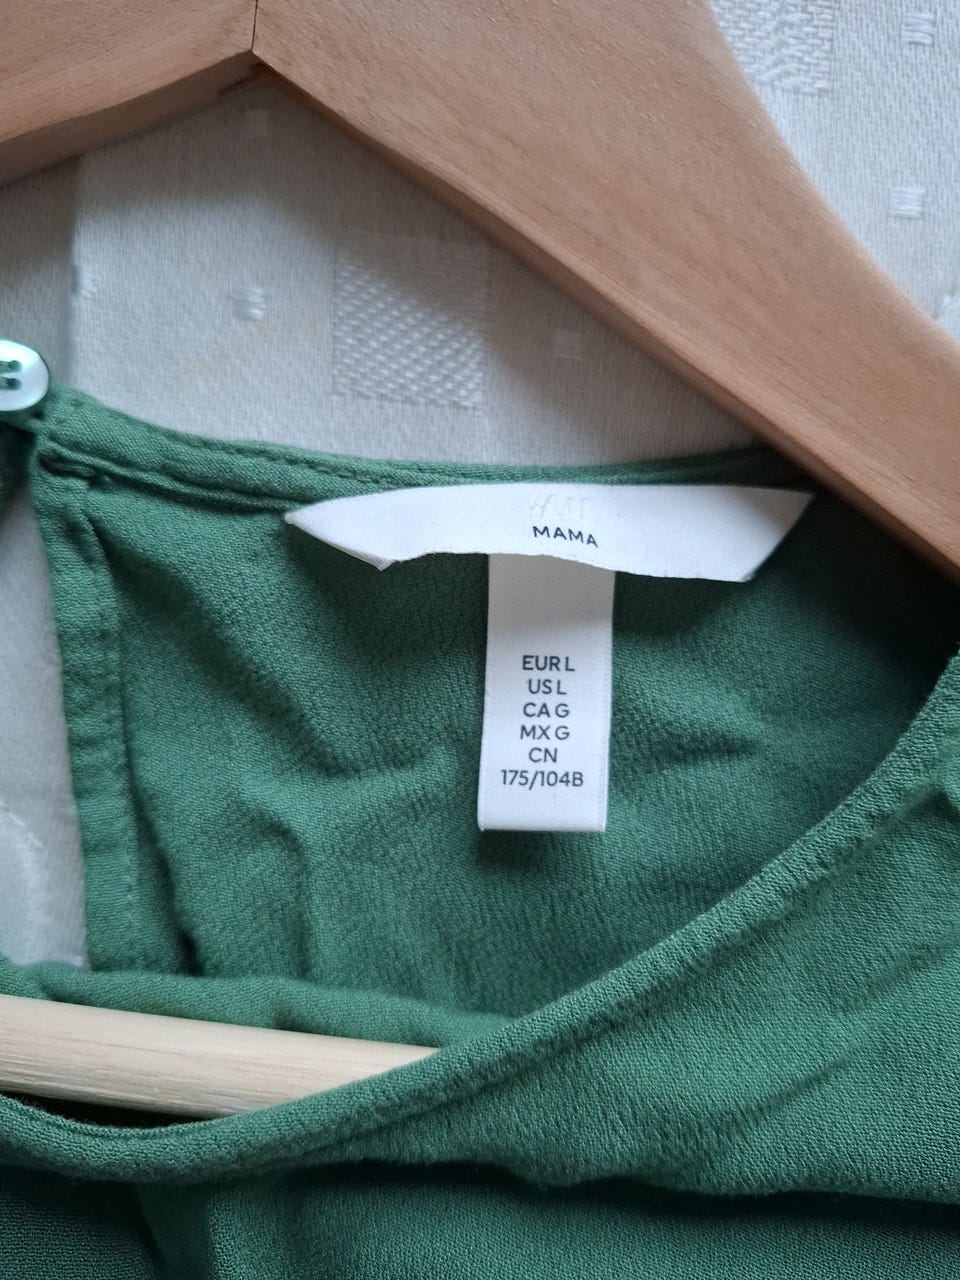 H&M
MAMA
EUR L
US L
CA G
MX G
CN
175/104B